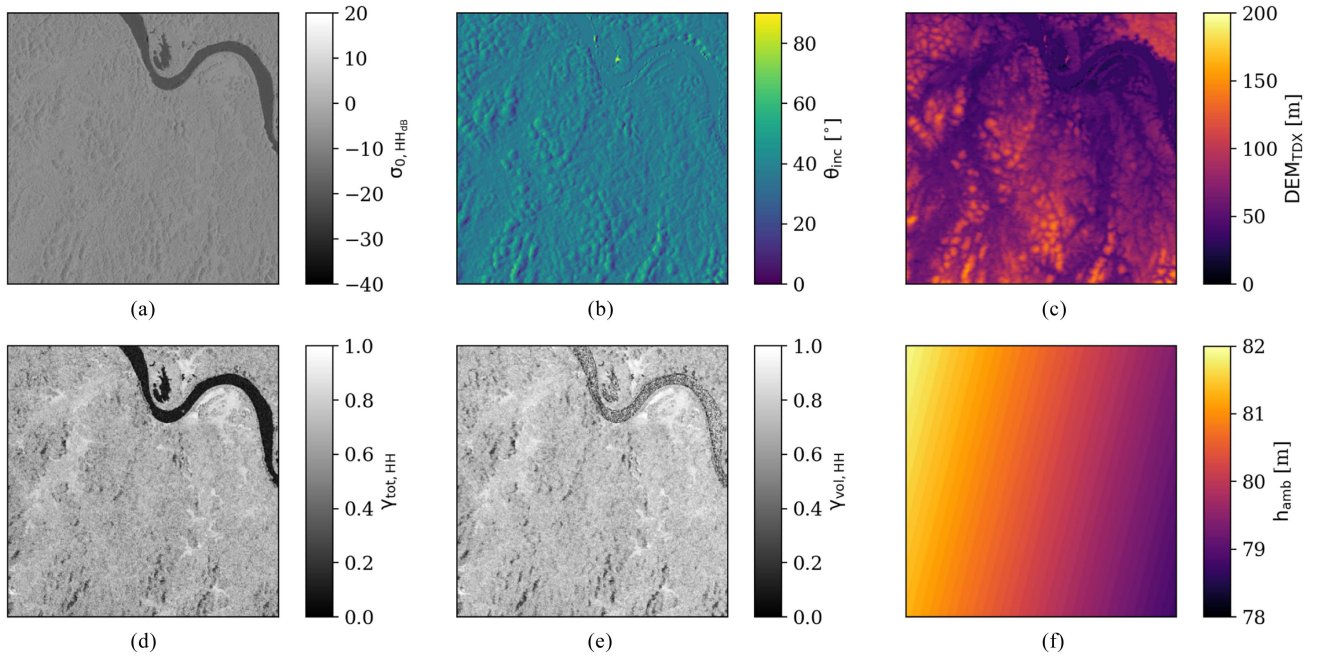 20
10
0
−10
−20
−30
−40
σ0, HHdB
(a)
80
60
40
20
0
θinc [°]
(b)
200
150
100
50
0
DEMTDX [m]
(c)
1.0
0.8
0.6
0.4
0.2
0.0
γtot, HH
(d)
1.0
0.8
0.6
0.4
0.2
0.0
γvol, HH
(e)
82
81
80
79
78
hamb [m]
(f)